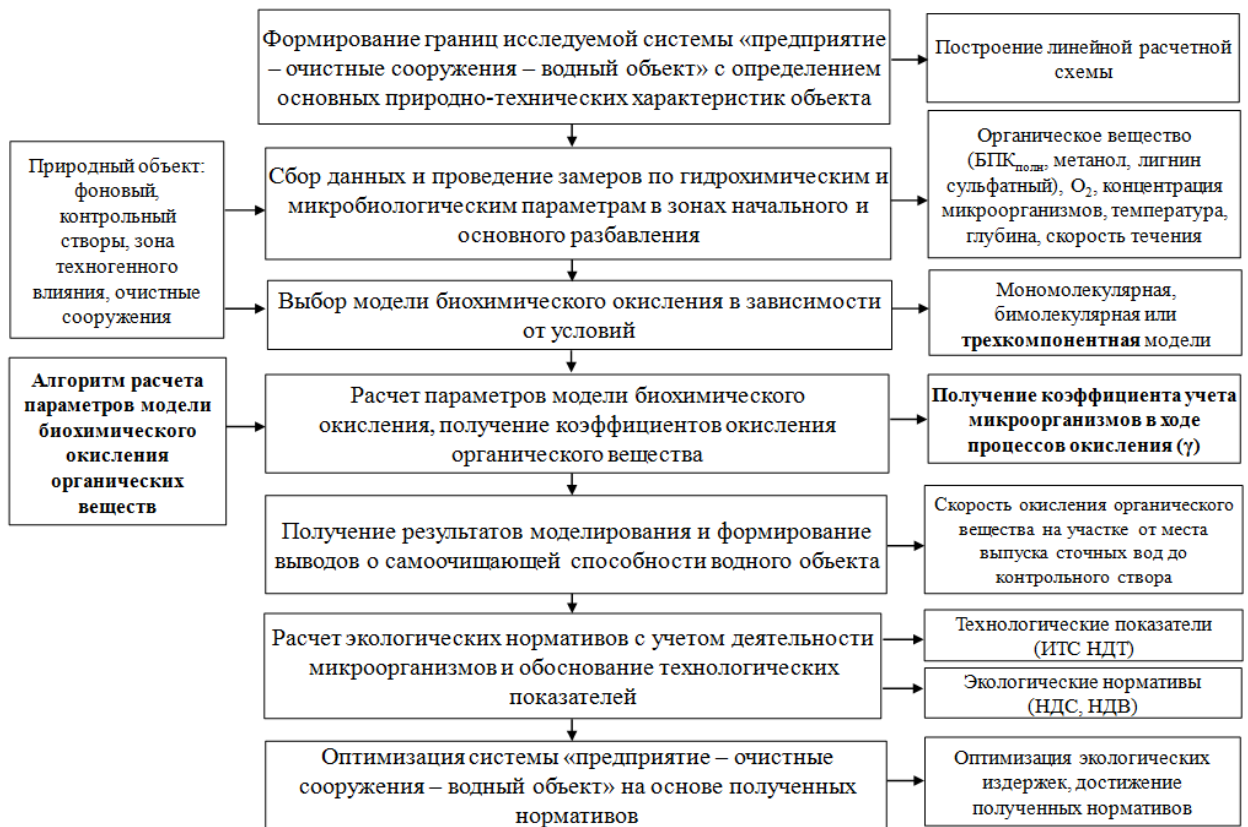 Формирование границ исследуемой системы «предприятие
– очистные сооружения – водный объект» с определением
основных природно-технических характеристик объекта
Построение линейной расчетной
схемы
Природный объект:
фоновый,
контрольный
створы, зона
техногенного
влияния, очистные
сооружения
Сбор данных и проведение замеров по гидрохимическим и
микробиологическим параметрам в зонах начального и
основного разбавления
Органическое вещество
(БПКполн, метанол, лигнин
сульфатный), O2, концентрация
микроорганизмов, температура,
глубина, скорость течения
Выбор модели биохимического окисления в зависимости
от условий
Мономолекулярная,
бимолекулярная или
трехкомпонентная модели
Алгоритм расчета
параметров модели
биохимического
окисления
органических
веществ
Расчет параметров модели биохимического
окисления, получение коэффициентов окисления
органического вещества
Получение коэффициента учета
микроорганизмов в ходе
процессов окисления (γ)
Получение результатов моделирования и формирование
выводов о самоочищающей способности водного объекта
Скорость окисления органического
вещества на участке от места
выпуска сточных вод до
контрольного створа
Расчет экологических нормативов с учетом деятельности
микроорганизмов и обоснование технологических
показателей
Технологические показатели
(ИТС НДТ)
Экологические нормативы
(НДС, НДВ)
Оптимизация системы «предприятие – очистные
сооружения – водный объект» на основе полученных
нормативов
Оптимизация экологических
издержек, достижение
полученных нормативов